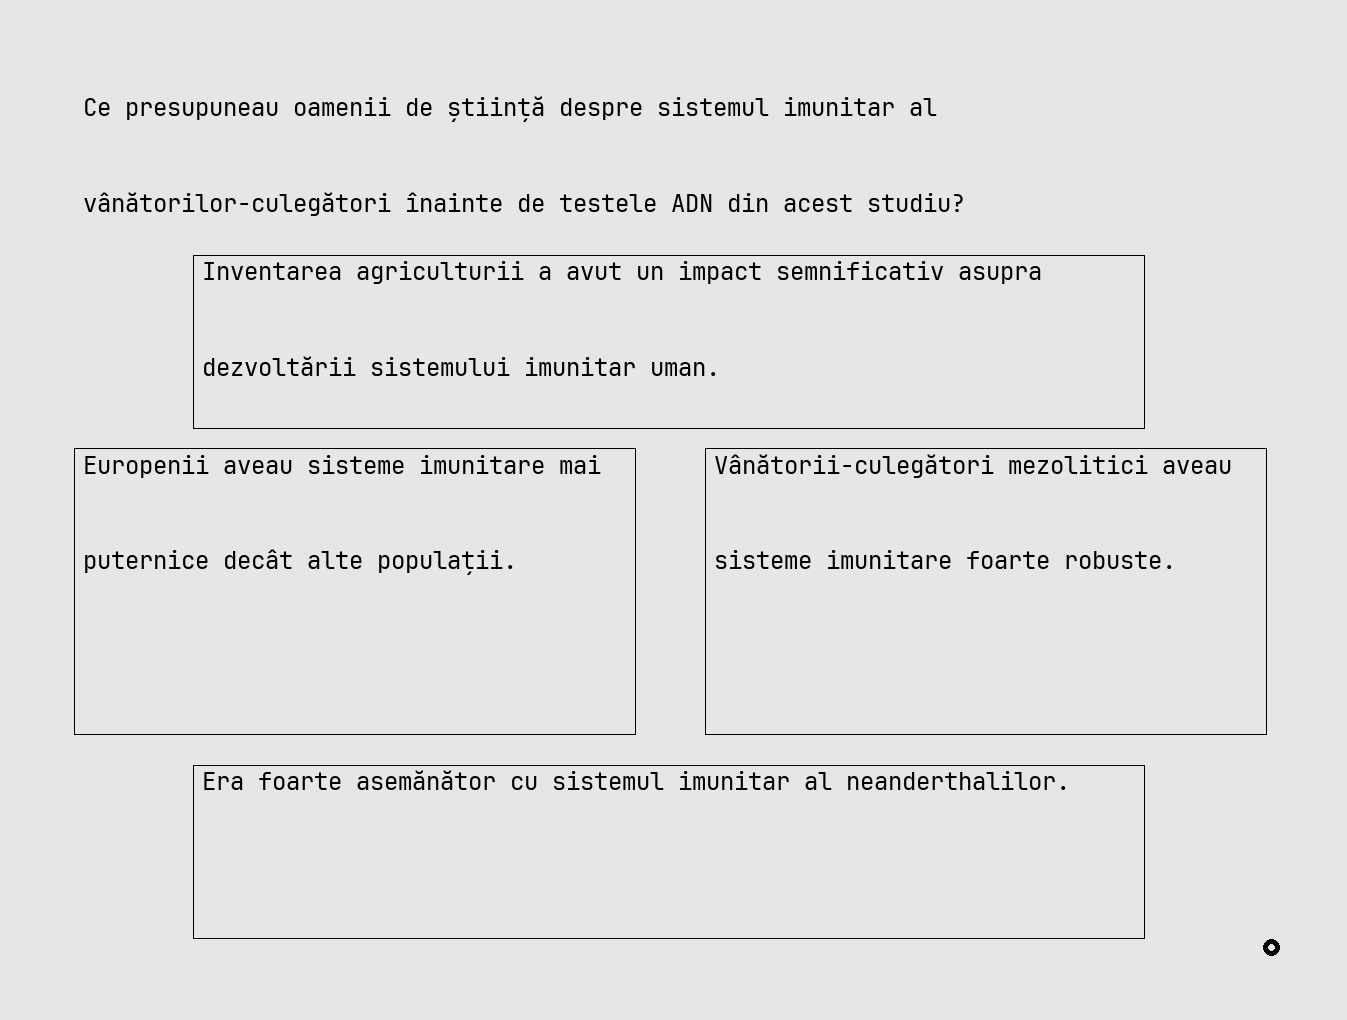 Ce presupuneau oamenii de știință despre sistemul imunitar al
vânătorilor-culegători înainte de testele ADN din acest studiu?
Inventarea agriculturii a avut un impact semnificativ asupra
dezvoltării sistemului imunitar uman.
Europenii aveau sisteme imunitare mai
puternice decât alte populații.
Vânătorii-culegători mezolitici aveau
sisteme imunitare foarte robuste.
Era foarte asemănător cu sistemul imunitar al neanderthalilor.